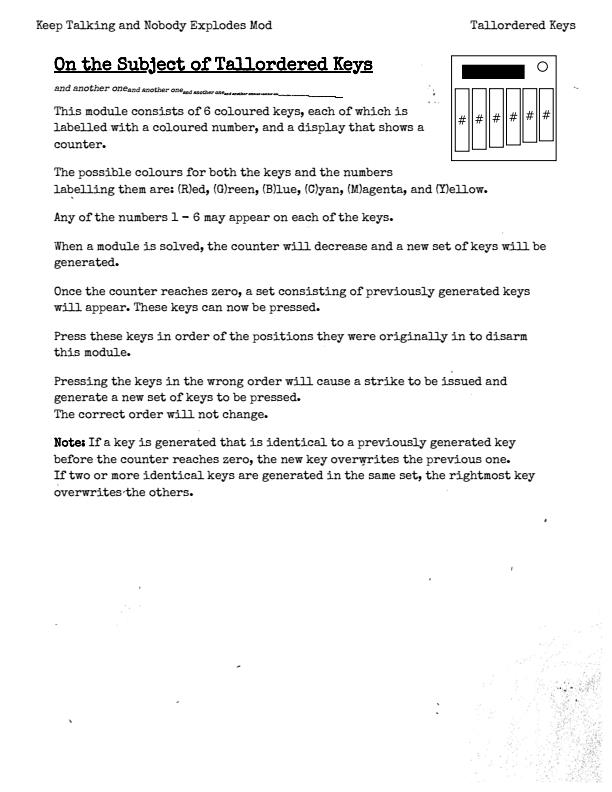 Keep Talking and Nobody Explodes Mod
Tallordered Keys
On the Subject of Tallordered Keys
and another one and another one and another one
This module consists of 6 coloured keys, each of which is
labelled with a coloured number, and a display that shows a
counter.
# # # # # #
The possible colours for both the keys and the numbers
labelling them are: (R)ed, (G)reen, (B)lue, (C)yan, (M)agenta, and (Y)ellow.
Any of the numbers 1 - 6 may appear on each of the keys.
When a module is solved, the counter will decrease and a new set of keys will be
generated.
Once the counter reaches zero, a set consisting of previously generated keys
will appear. These keys can now be pressed.
Press these keys in order of the positions they were originally in to disarm
this module.
Pressing the keys in the wrong order will cause a strike to be issued and
generate a new set of keys to be pressed.
The correct order will not change.
Note: If a key is generated that is identical to a previously generated key
before the counter reaches zero, the new key overwrites the previous one.
If two or more identical keys are generated in the same set, the rightmost key
overwrites the others.